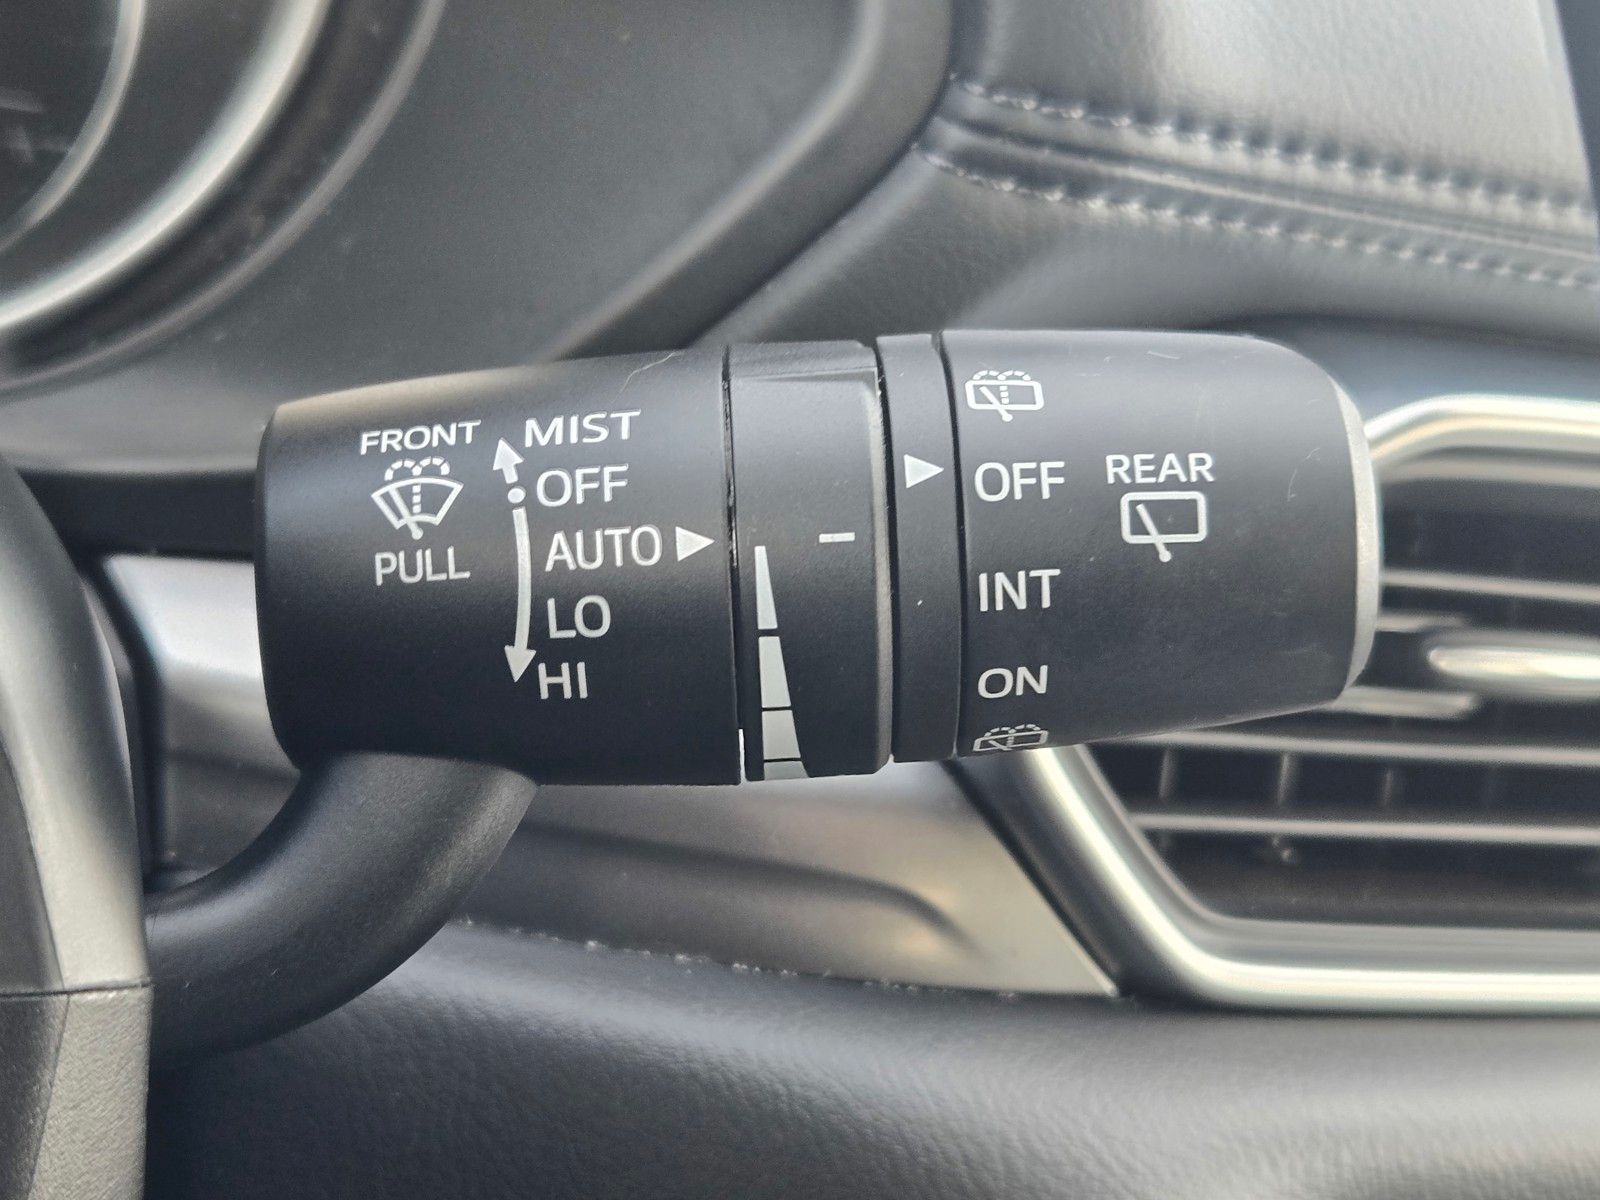 FRONT
PULL
MIST
OFF
AUTO
LO
HI
OFF
INT
ON
REAR